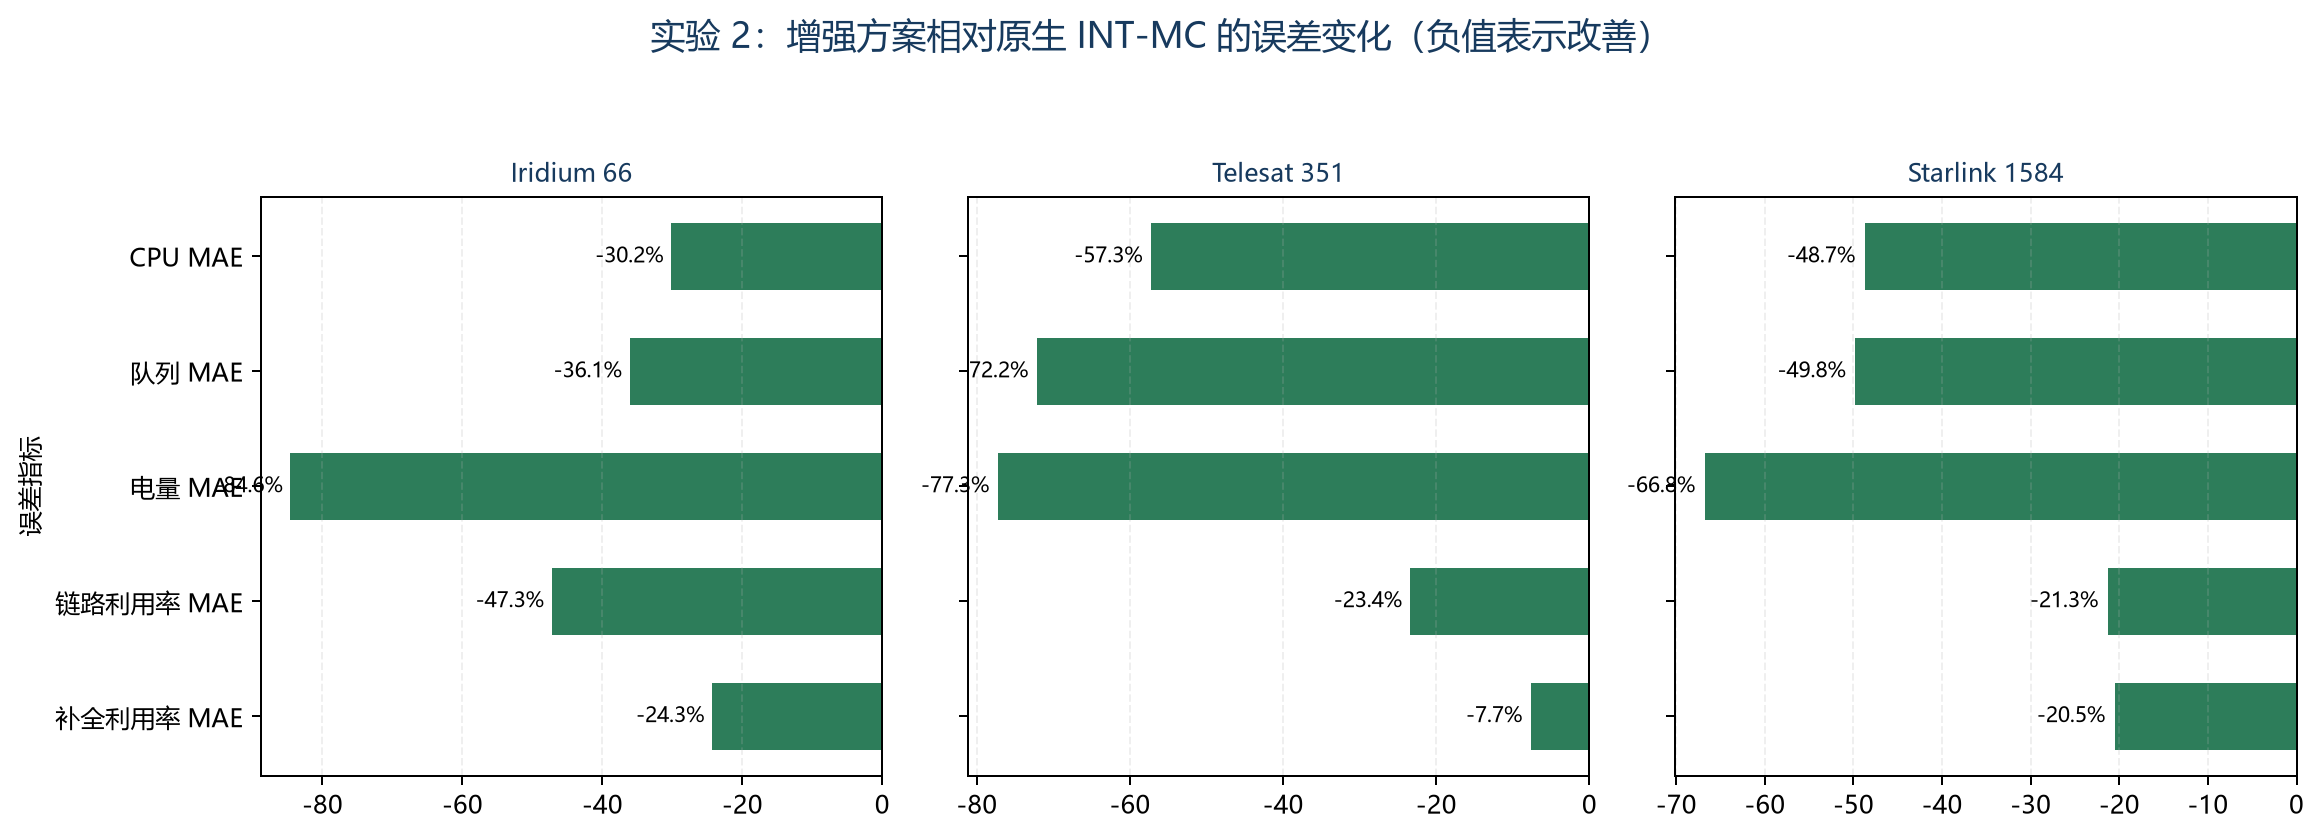 实验 2：增强方案相对原生 INT-MC 的误差变化（负值表示改善）
Iridium 66
Telesat 351
Starlink 1584
误差指标
CPU MAE
-30.2%
-57.3%
-48.7%
队列 MAE
-36.1%
-72.2%
-49.8%
电量 MAE
-84.6%
-77.3%
-66.8%
链路利用率 MAE
-47.3%
-23.4%
-21.3%
补全利用率 MAE
-24.3%
-7.7%
-20.5%
-80 -60 -40 -20 0
-80 -60 -40 -20 0
-70 -60 -50 -40 -30 -20 -10 0